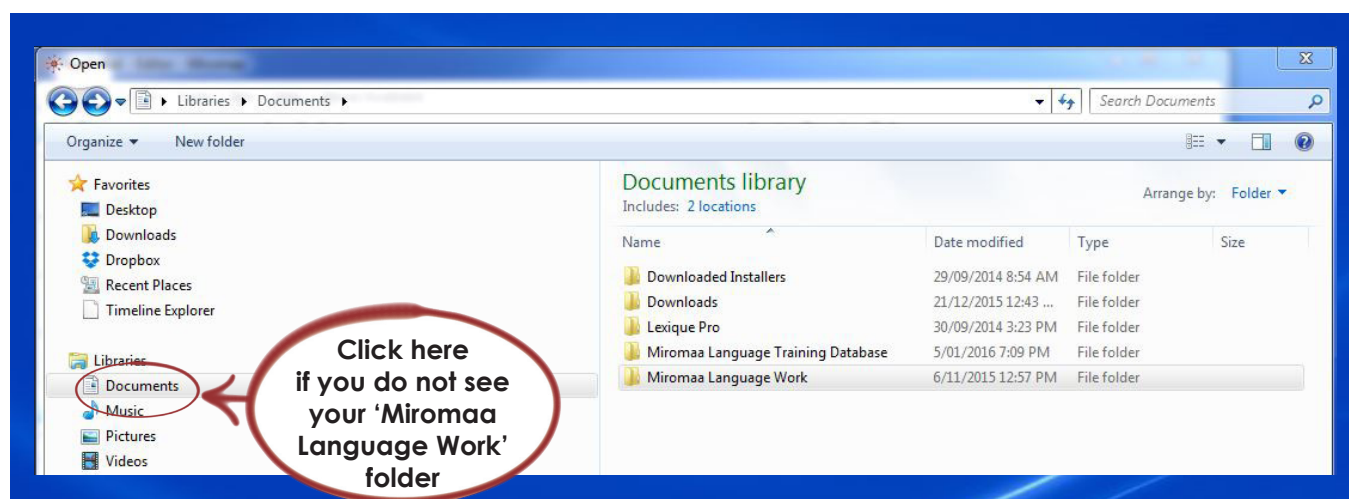 Open
Libraries Documents
Search Documents
Organize New folder
Favorites
Desktop
Downloads
Dropbox
Recent Places
Timeline Explorer
Libraries
Documents
Music
Pictures
Videos
Click here
if you do not see
your ‘Miromaa
Language Work’
folder
Documents library
Includes: 2 locations
Arrange by: Folder
Name Date modified Type Size
Downloaded Installers 29/09/2014 8:54 AM File folder
Downloads 21/12/2015 12:43 ... File folder
Lexique Pro 30/09/2014 3:23 PM File folder
Miromaa Language Training Database 5/01/2016 7:09 PM File folder
Miromaa Language Work 6/11/2015 12:57 PM File folder